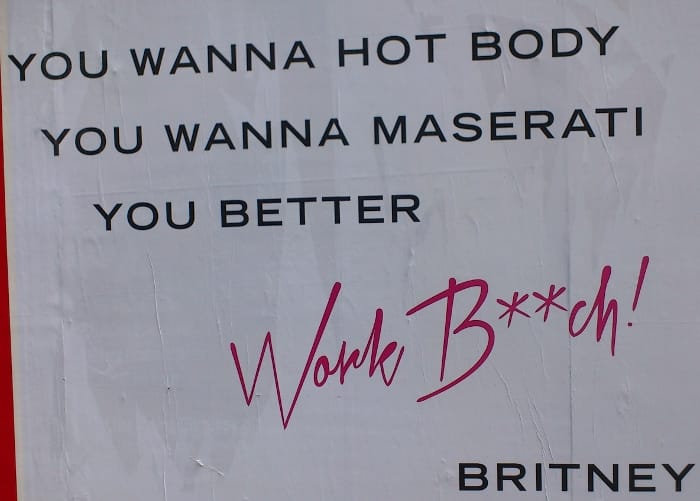 YOU WANNA HOT BODY
YOU WANNA MASERATI
YOU BETTER
Work B**ch!
BRITNEY